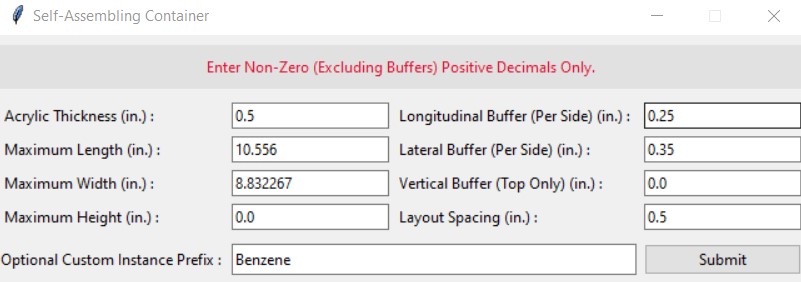 Self-Assembling Container
Enter Non-Zero (Excluding Buffers) Positive Decimals Only.
Acrylic Thickness (in.) : 0.5 Longitudinal Buffer (Per Side) (in.) : 0.25
Maximum Length (in.) : 10.556 Lateral Buffer (Per Side) (in.) : 0.35
Maximum Width (in.) : 8.832267 Vertical Buffer (Top Only) (in.) : 0.0
Maximum Height (in.) : 0.0 Layout Spacing (in.) : 0.5
Optional Custom Instance Prefix : Benzene Submit